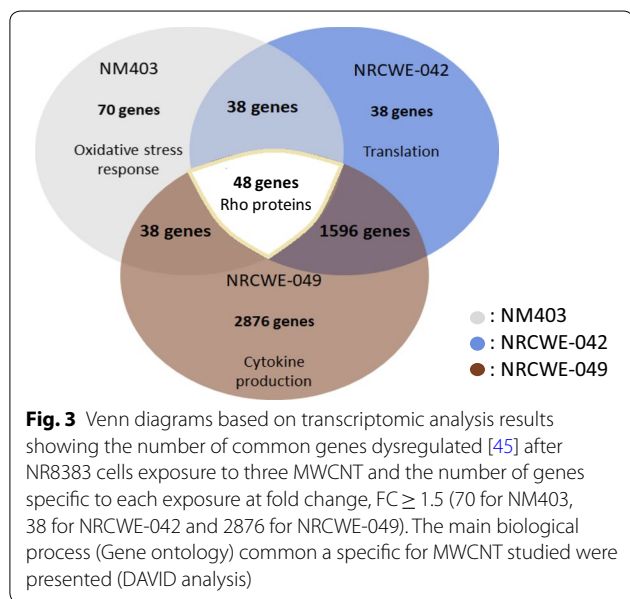 NM403
NRCWE-042
70 genes
38 genes
38 genes
Oxidative stress
response
Translation
48 genes
Rho proteins
38 genes
1596 genes
NRCWE-049
2876 genes
Cytokine
production
: NM403
: NRCWE-042
: NRCWE-049
Fig. 3 Venn diagrams based on transcriptomic analysis results
showing the number of common genes dysregulated [45] after
NR8383 cells exposure to three MWCNT and the number of genes
specific to each exposure at fold change, FC ≥ 1.5 (70 for NM403,
38 for NRCWE-042 and 2876 for NRCWE-049). The main biological
process (Gene ontology) common a specific for MWCNT studied were
presented (DAVID analysis)